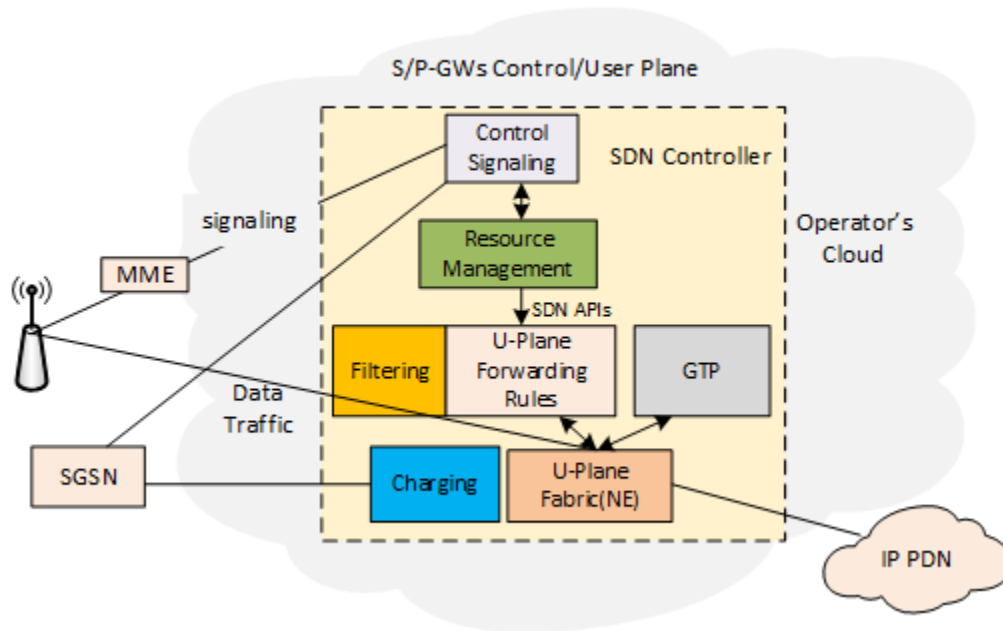 S/P-GWs Control/User Plane
Control
Signaling
SDN Controller
signaling
Operator's
Cloud
Resource
Management
MME
SDN APIs
Filtering
U-Plane
Forwarding
Rules
GTP
Data
Traffic
SGSN
Charging
U-Plane
Fabric(NE)
IP PDN